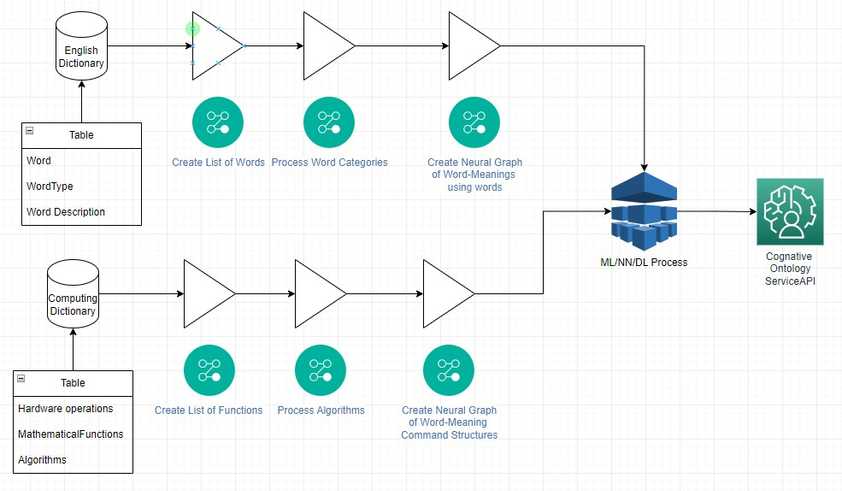 English
Dictionary
Table
Word
WordType
Word Description
Create List of Words
Process Word Categories
Create Neural Graph
of Word-Meanings
using words
ML/NN/DL Process
Cognative
Ontology
ServiceAPI
Computing
Dictionary
Table
Hardware operations
MathematicalFunctions
Algorithms
Create List of Functions
Process Algorithms
Create Neural Graph
of Word-Meaning
Command Structures